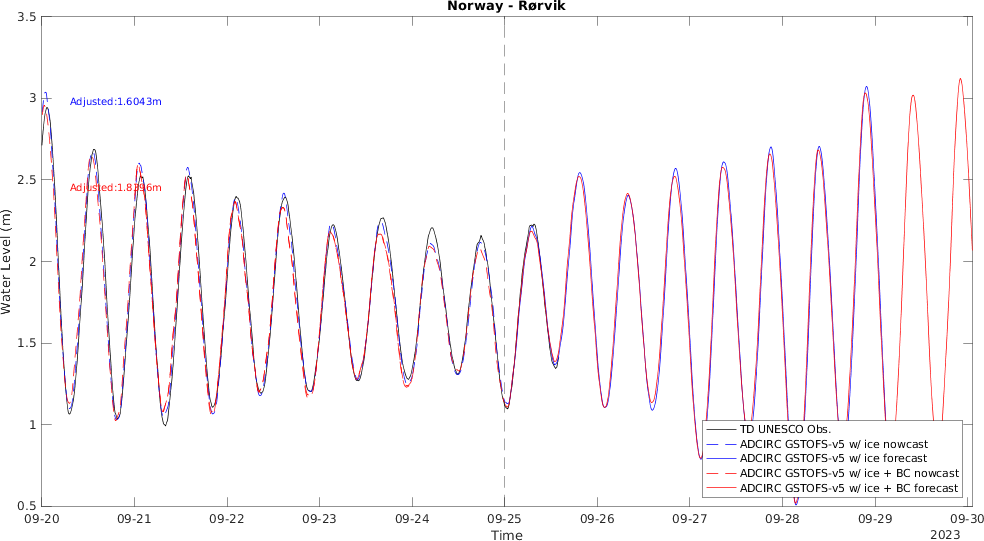 Norway - Rørvik
3.5
3
2.5
2
1.5
1
0.5
Water Level (m)
Adjusted:1.6043m
Adjusted:1.8396m
TD UNESCO Obs.
ADCIRC GSTOFS-v5 w/ ice nowcast
ADCIRC GSTOFS-v5 w/ ice forecast
ADCIRC GSTOFS-v5 w/ ice + BC nowcast
ADCIRC GSTOFS-v5 w/ ice + BC forecast
09-20 09-21 09-22 09-23 09-24 09-25 09-26 09-27 09-28 09-29 09-30
Time
2023